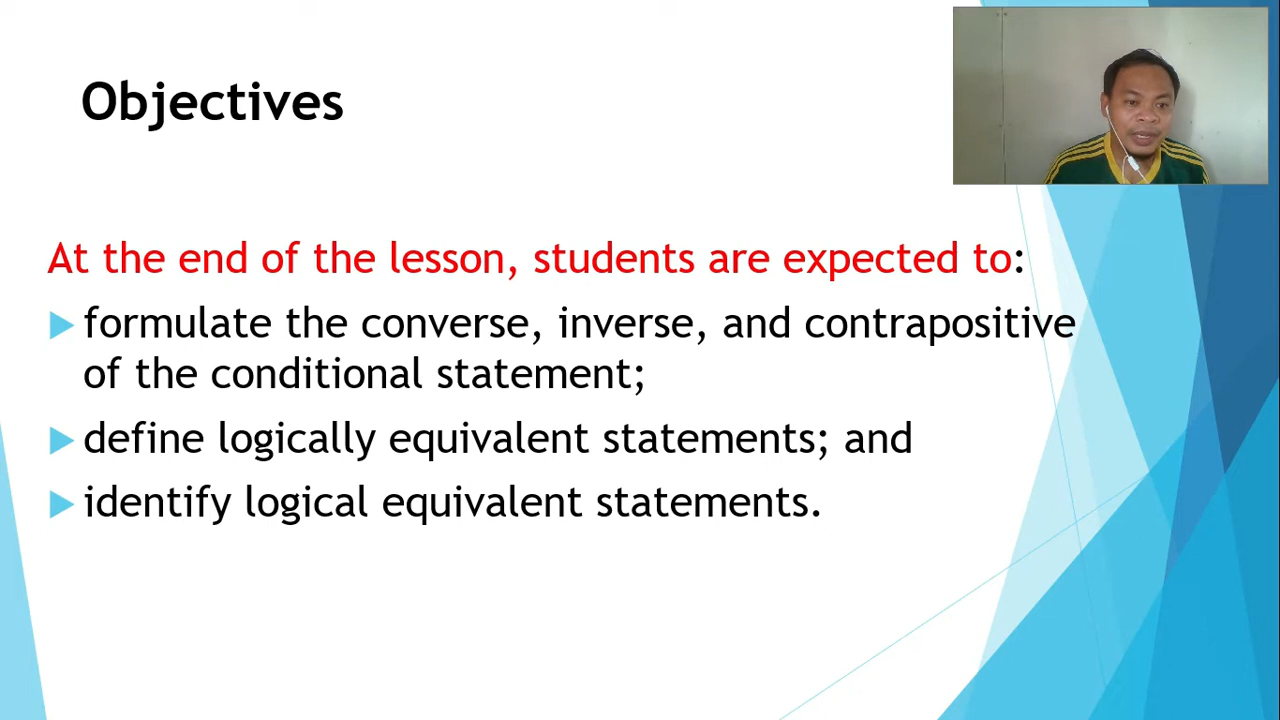 Objectives
At the end of the lesson, students are expected to:
formulate the converse, inverse, and contrapositive
of the conditional statement;
define logically equivalent statements; and
identify logical equivalent statements.